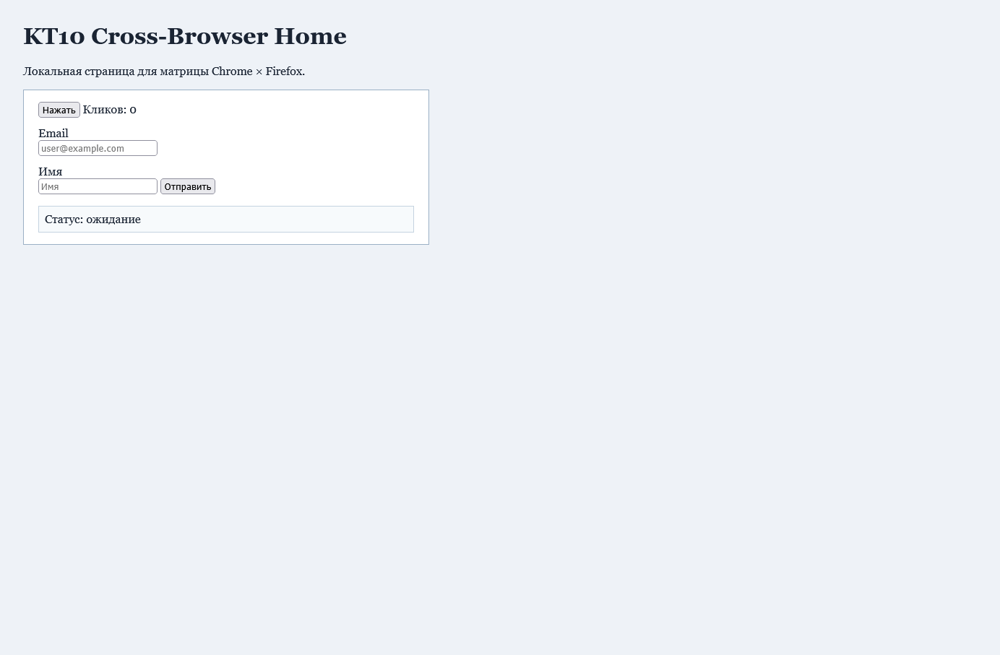 KT10 Cross-Browser Home
Локальная страница для матрицы Chrome × Firefox.
Нажать Кликов: 0
Email
user@example.com
Имя
Имя Отправить
Статус: ожидание